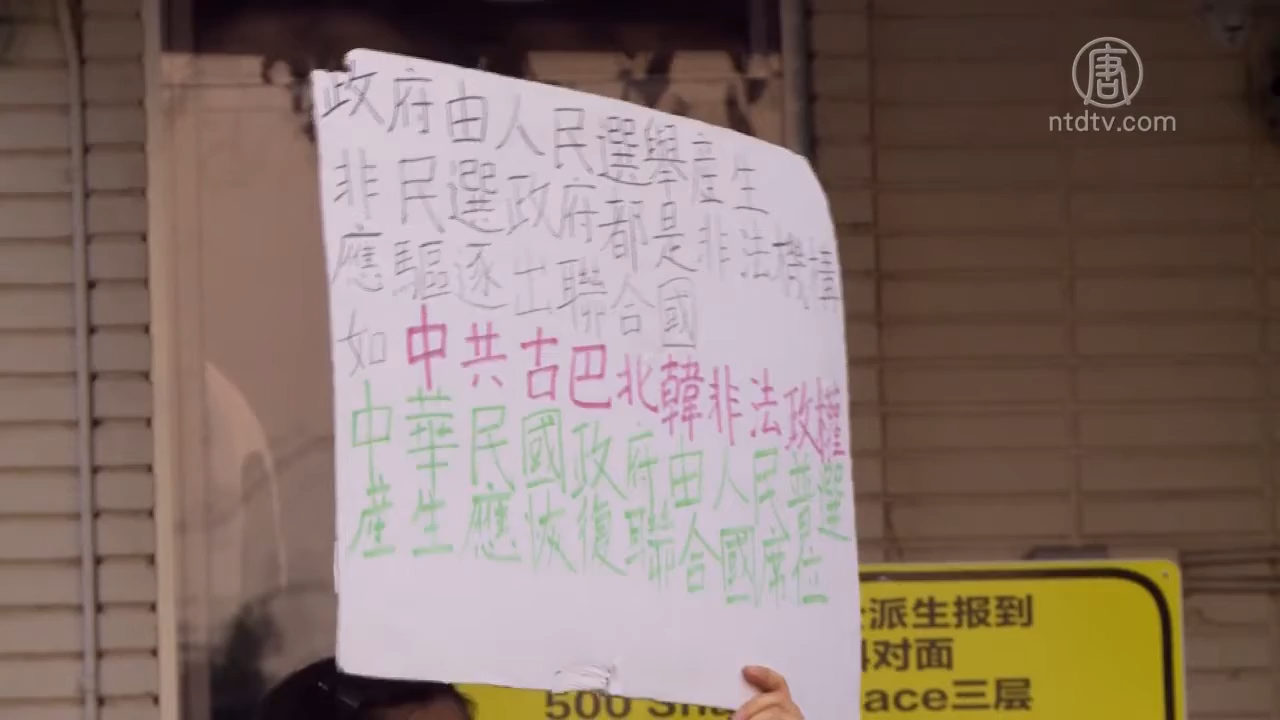 唐
ntdtv.com
政府由人民選舉產生
非民選政府都是非法機構
應驅逐出聯合國
如中共古巴北韓非法政權
中華民國政府由人民普選
產生應恢復聯合國席位
派生报到
对面
500 Sha ace三层